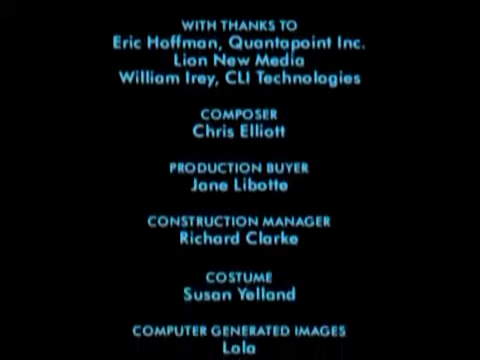 WITH THANKS TO
Eric Hoffman, Quantapoint Inc.
Lion New Media
William Irey, CLI Technologies
COMPOSER
Chris Elliott
PRODUCTION BUYER
Jane Libotte
CONSTRUCTION MANAGER
Richard Clarke
COSTUME
Susan Yelland
COMPUTER GENERATED IMAGES
Lola